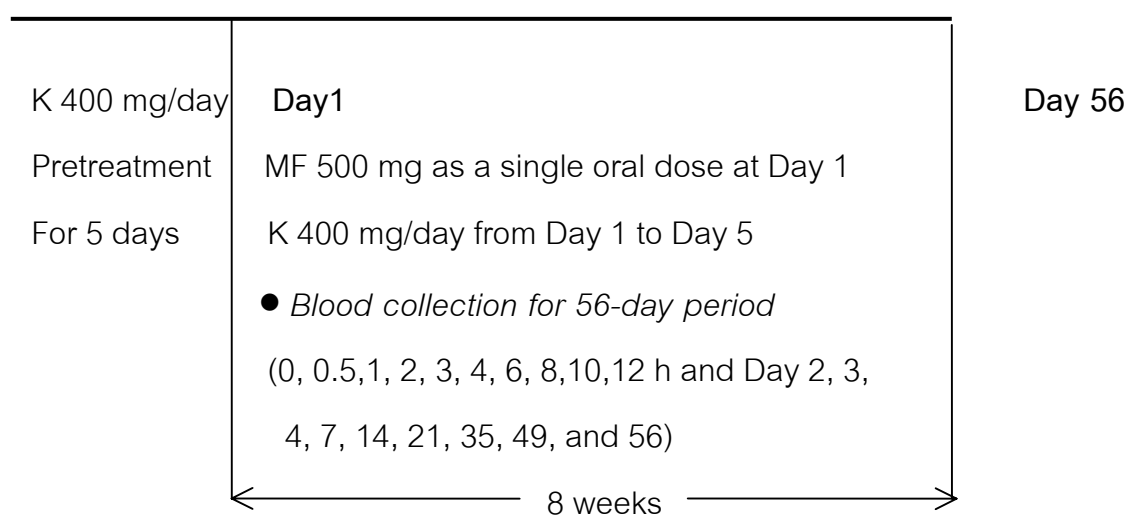 K 400 mg/day Day1 Day 56
Pretreatment MF 500 mg as a single oral dose at Day 1
For 5 days K 400 mg/day from Day 1 to Day 5
● Blood collection for 56-day period
(0, 0.5,1, 2, 3, 4, 6, 8,10,12 h and Day 2, 3,
4, 7, 14, 21, 35, 49, and 56)
8 weeks